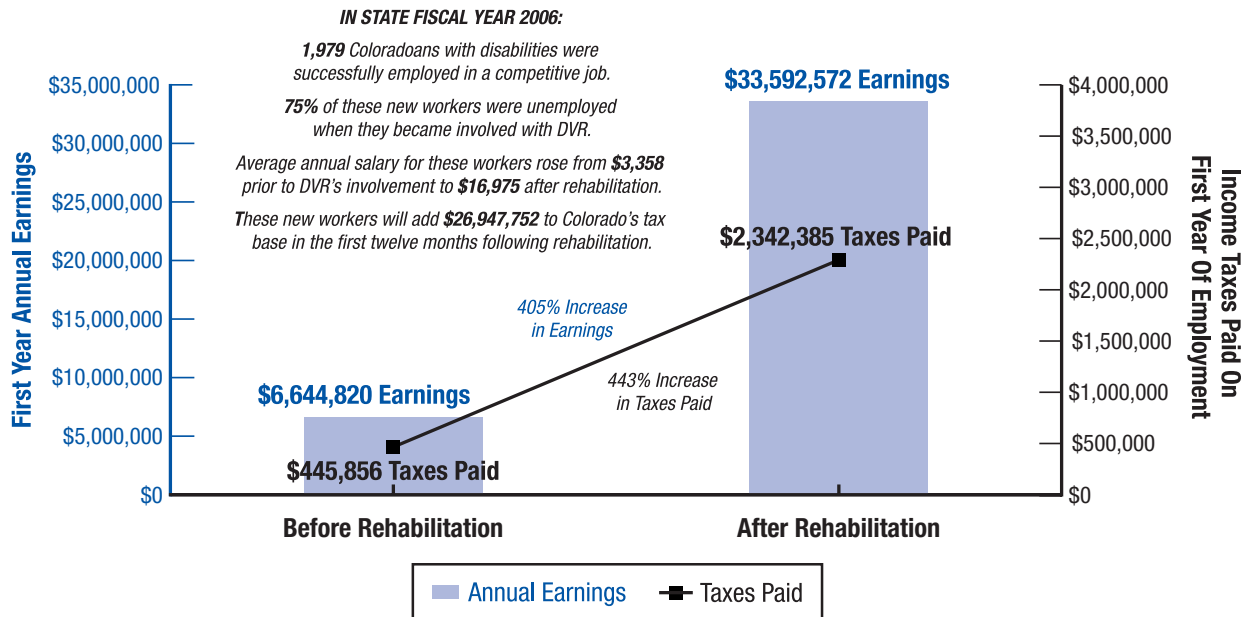 IN STATE FISCAL YEAR 2006:
1,979 Coloradoans with disabilities were
successfully employed in a competitive job.
75% of these new workers were unemployed
when they became involved with DVR.
Average annual salary for these workers rose from $3,358
prior to DVR's involvement to $16,975 after rehabilitation.
These new workers will add $26,947,752 to Colorado's tax
base in the first twelve months following rehabilitation.
First Year Annual Earnings
$35,000,000
$30,000,000
$25,000,000
$20,000,000
$15,000,000
$10,000,000
$5,000,000
$0
$6,644,820 Earnings
$445,856 Taxes Paid
405% Increase
in Earnings
443% Increase
in Taxes Paid
$33,592,572 Earnings
$2,342,385 Taxes Paid
$4,000,000
$3,500,000
$3,000,000
$2,500,000
$2,000,000
$1,500,000
$1,000,000
$500,000
$0
Income Taxes Paid On
First Year Of Employment
Before Rehabilitation
After Rehabilitation
Annual Earnings
Taxes Paid